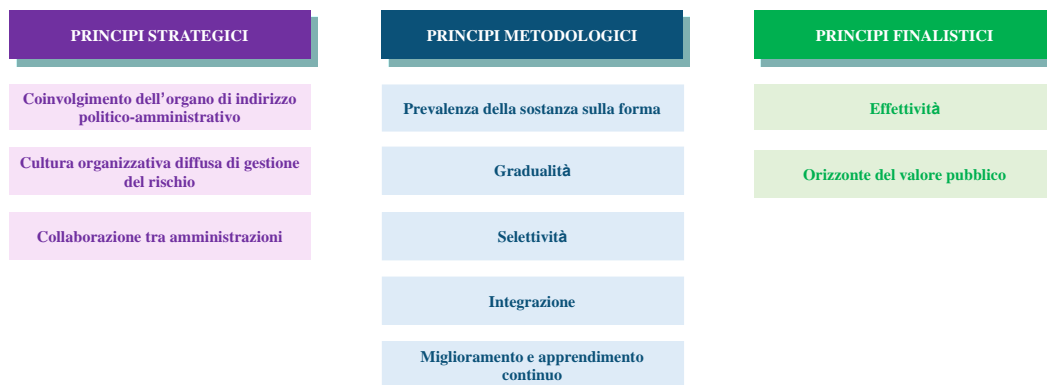 PRINCIPI STRATEGICI
Coinvolgimento dell’organo di indirizzo
politico-amministrativo
Cultura organizzativa diffusa di gestione
del rischio
Collaborazione tra amministrazioni
PRINCIPI METODOLOGICI
Prevalenza della sostanza sulla forma
Gradualità
Selettività
Integrazione
Miglioramento e apprendimento
continuo
PRINCIPI FINALISTICI
Effettività
Orizzonte del valore pubblico